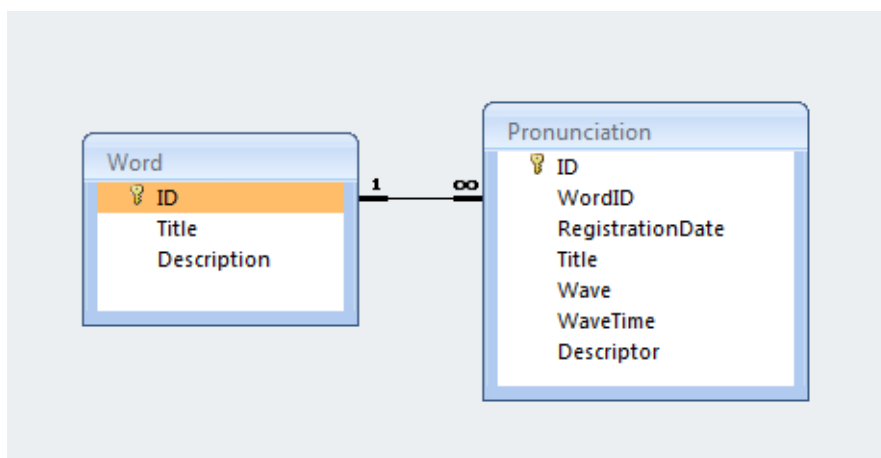 Word
ID
Title
Description
1 ∞
Pronunciation
ID
WordID
RegistrationDate
Title
Wave
WaveTime
Descriptor